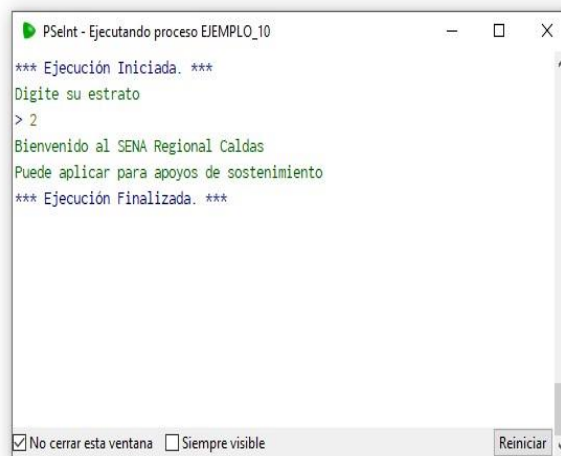 PSeInt - Ejecutando proceso EJEMPLO_10
*** Ejecución Iniciada. ***
Digite su estrato
> 2
Bienvenido al SENA Regional Caldas
Puede aplicar para apoyos de sostenimiento
*** Ejecución Finalizada. ***
No cerrar esta ventana Siempre visible Reiniciar